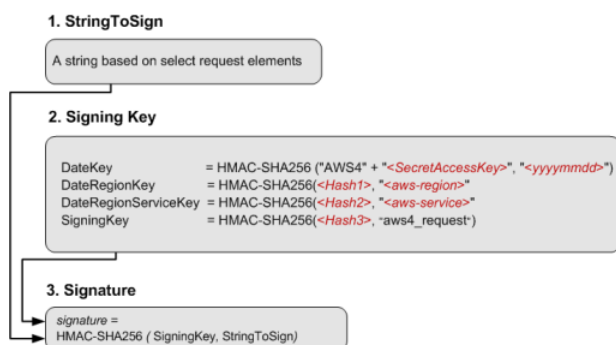 1. StringToSign
A string based on select request elements
2. Signing Key
DateKey = HMAC-SHA256 ("AWS4" + "<SecretAccessKey>", "<yyyymmdd>")
DateRegionKey = HMAC-SHA256(<Hash1>, "<aws-region>"
DateRegionServiceKey = HMAC-SHA256(<Hash2>, "<aws-service>"
SigningKey = HMAC-SHA256(<Hash3>, "aws4_request")
3. Signature
signature =
HMAC-SHA256 ( SigningKey, StringToSign)